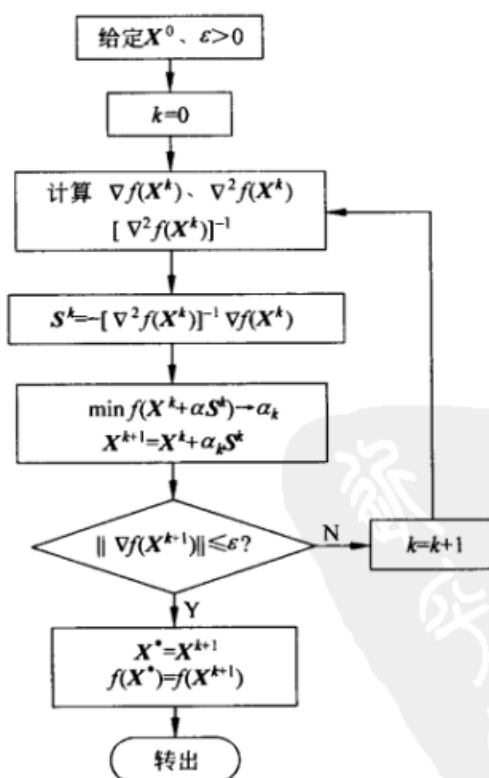 给定X⁰、ε>0
k=0
计算 ∇f(Xᵏ)、∇²f(Xᵏ)
[∇²f(Xᵏ)]⁻¹
Sᵏ=-[∇²f(Xᵏ)]⁻¹∇f(Xᵏ)
min f(Xᵏ+αSᵏ)→αₖ
Xᵏ⁺¹=Xᵏ+αₖSᵏ
‖∇f(Xᵏ⁺¹)‖≤ε?
N
k=k+1
Y
X*=Xᵏ⁺¹
f(X*)=f(Xᵏ⁺¹)
转出